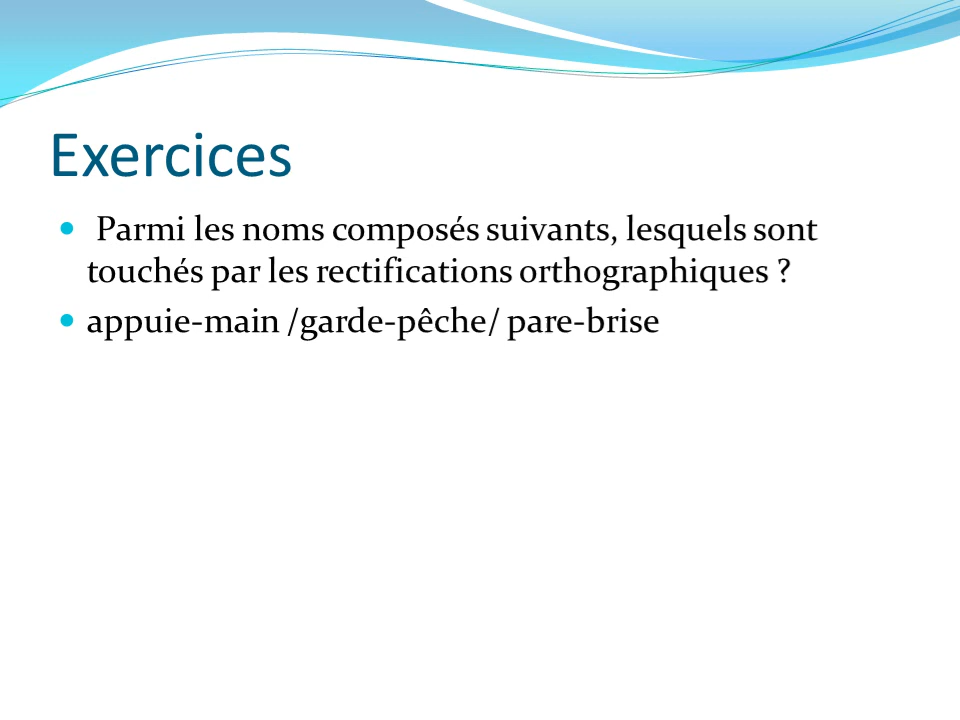 Exercices
Parmi les noms composés suivants, lesquels sont
touchés par les rectifications orthographiques ?
appuie-main /garde-pêche/ pare-brise